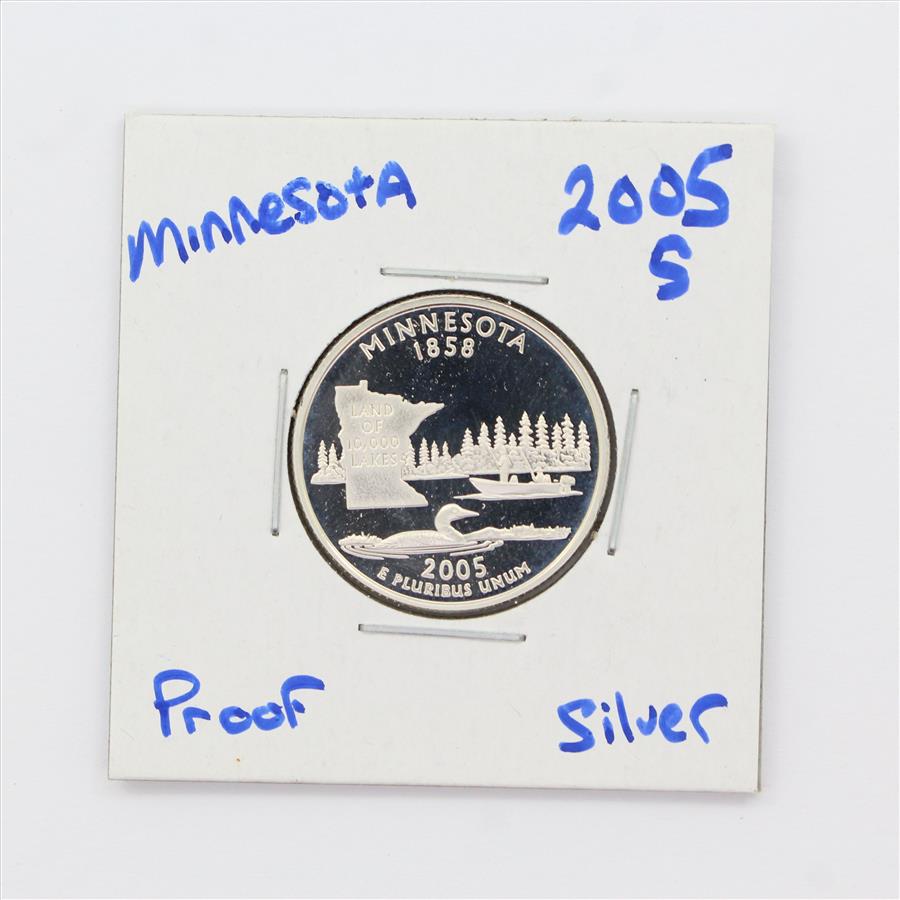 MinnesotA
2005
S
MINNESOTA
1858
LAND
OF
10,000
LAKES
2005
E PLURIBUS UNUM
Proof
Silver